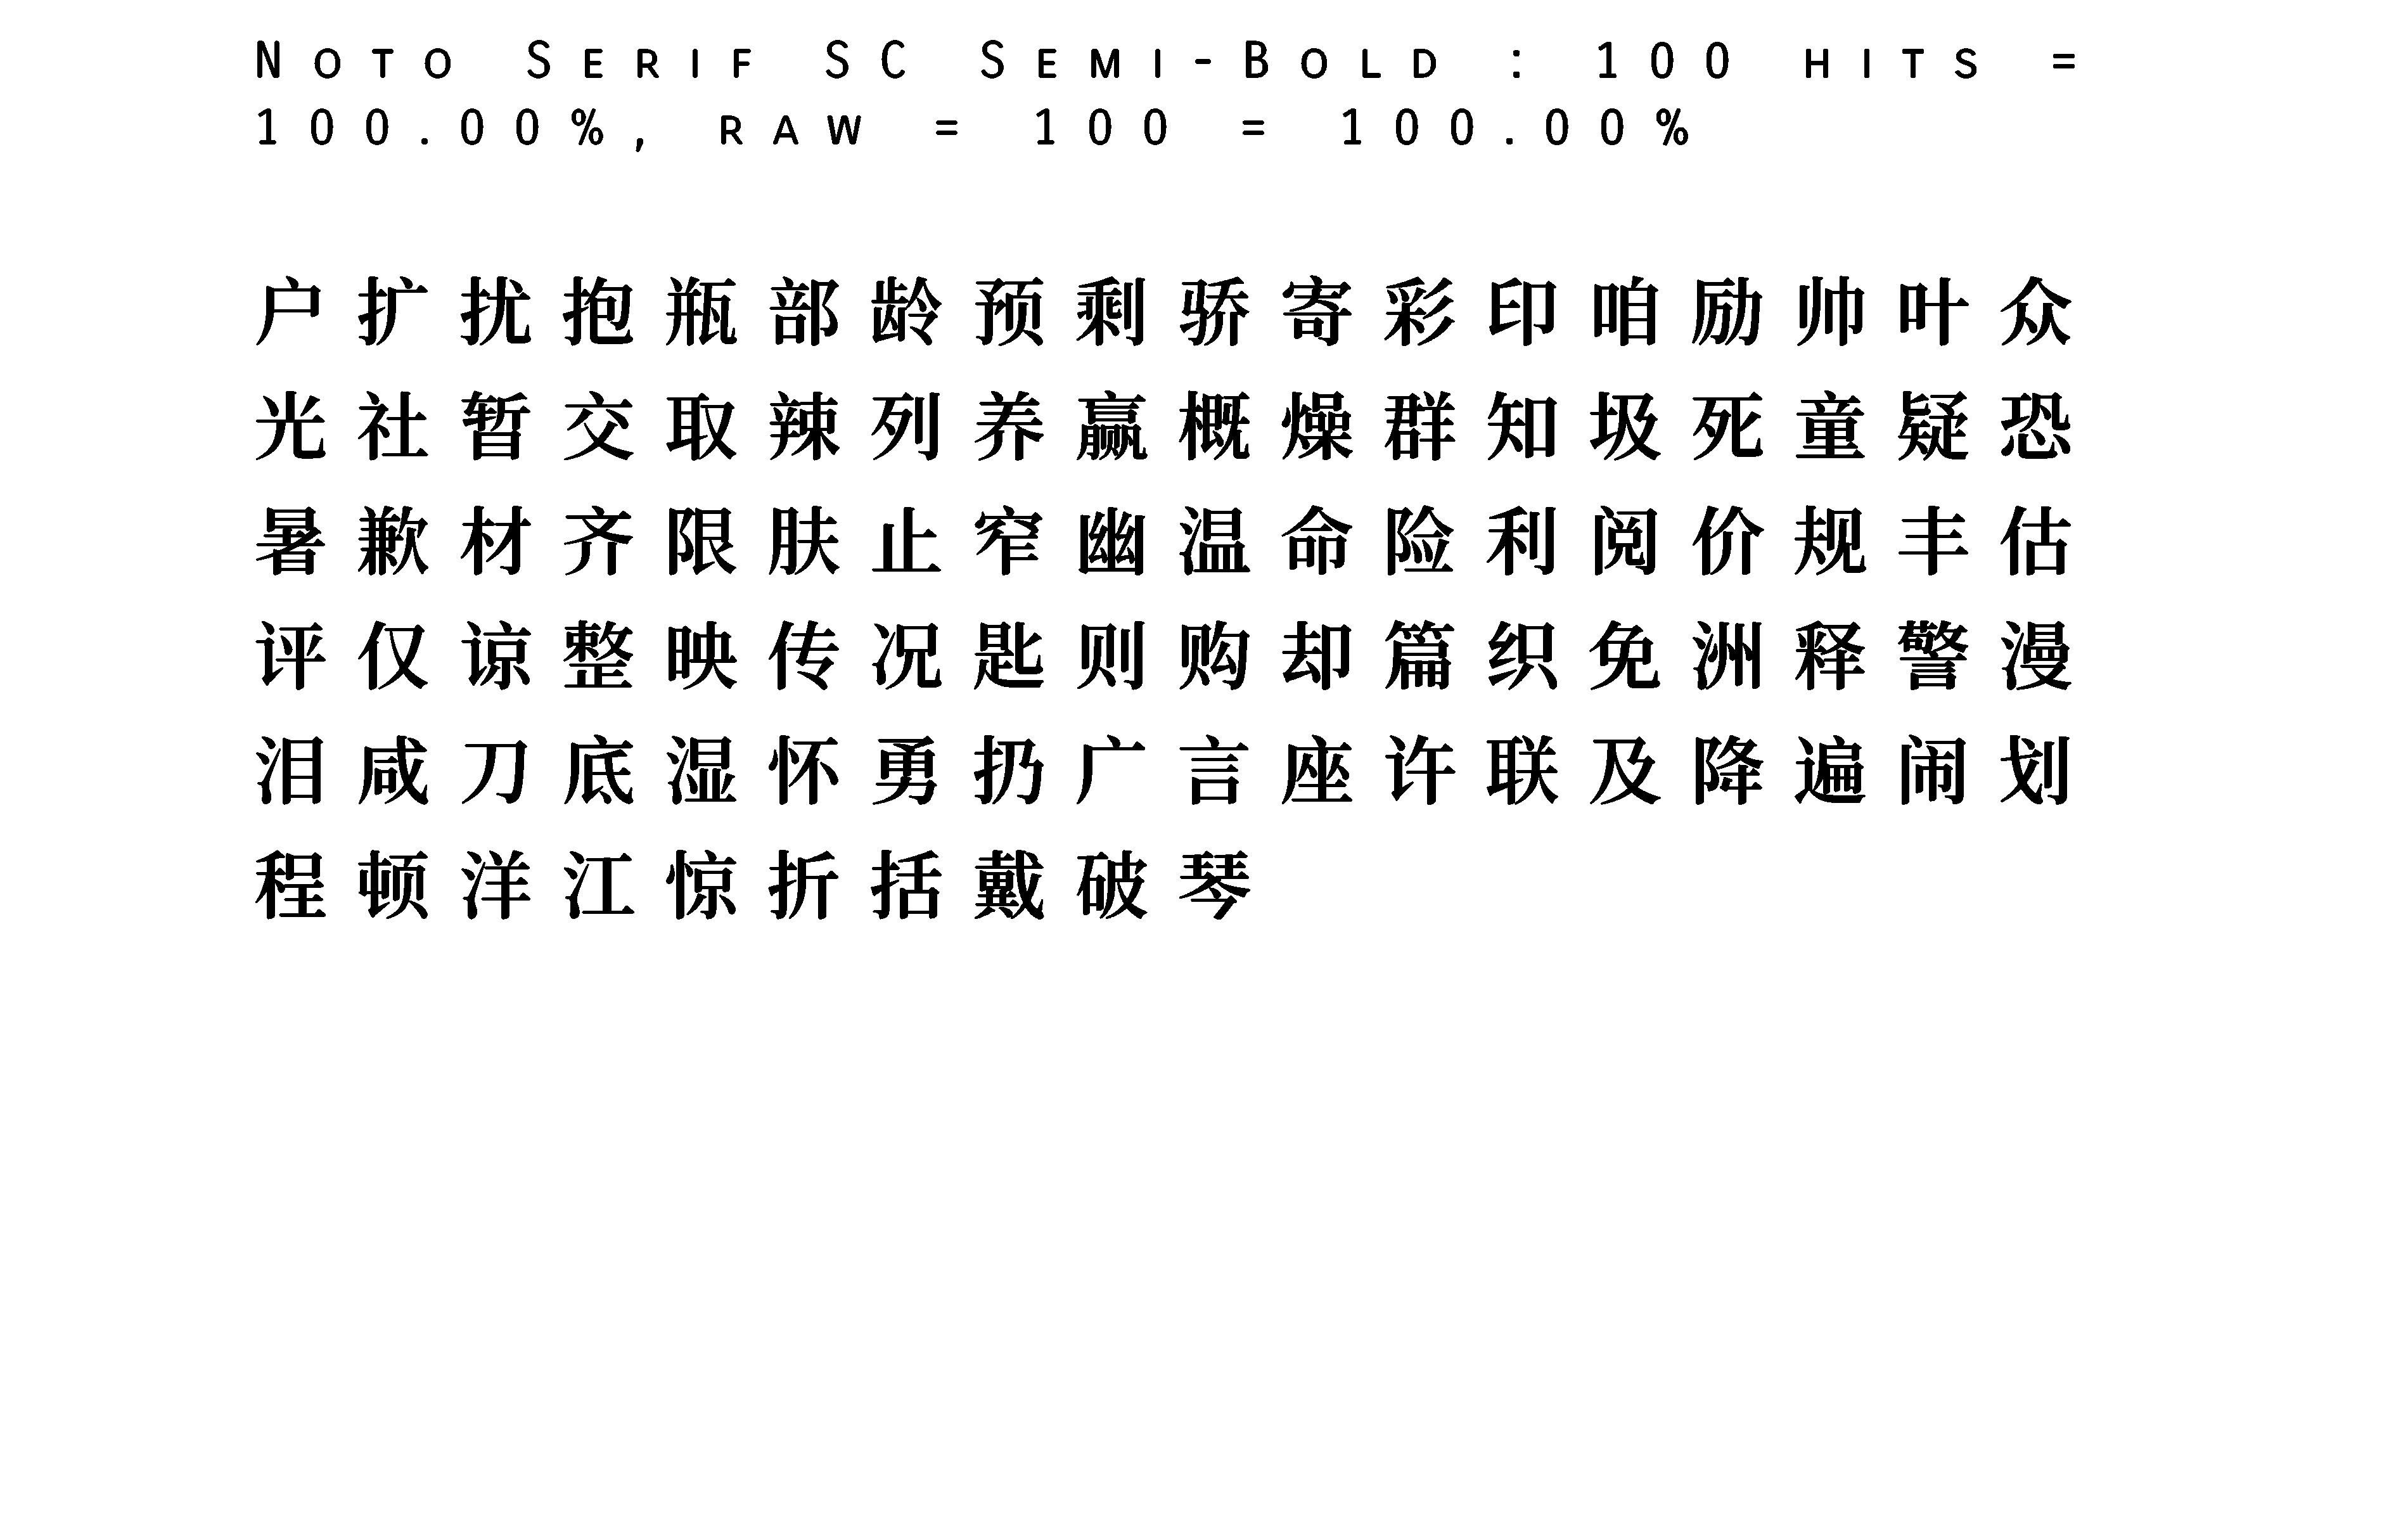 Noto Serif SC Semi-Bold : 100 hits =
100.00%, raw = 100 = 100.00%
户扩扰抱瓶部龄预剩骄寄彩印咱励帅叶众
光社暂交取辣列养赢概燥群知圾死童疑恐
暑歉材齐限肤止窄幽温命险利阅价规丰估
评仅谅整映传况匙则购却篇织免洲释警漫
泪咸刀底湿怀勇扔广言座许联及降遍闹划
程顿洋江惊折括戴破琴